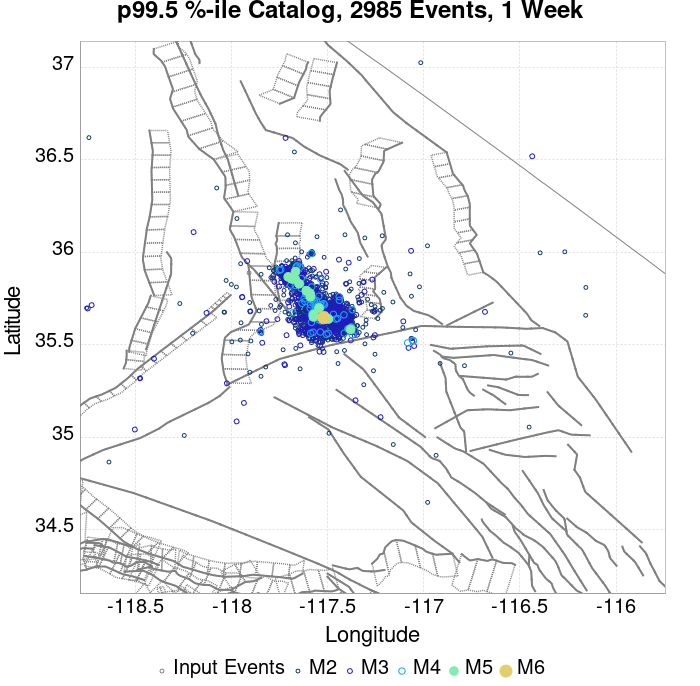 p99.5 %-ile Catalog, 2985 Events, 1 Week
37
36.5
36
35.5
35
34.5
Latitude
-118.5 -118 -117.5 -117 -116.5 -116
Longitude
Input Events M2 M3 M4 M5 M6